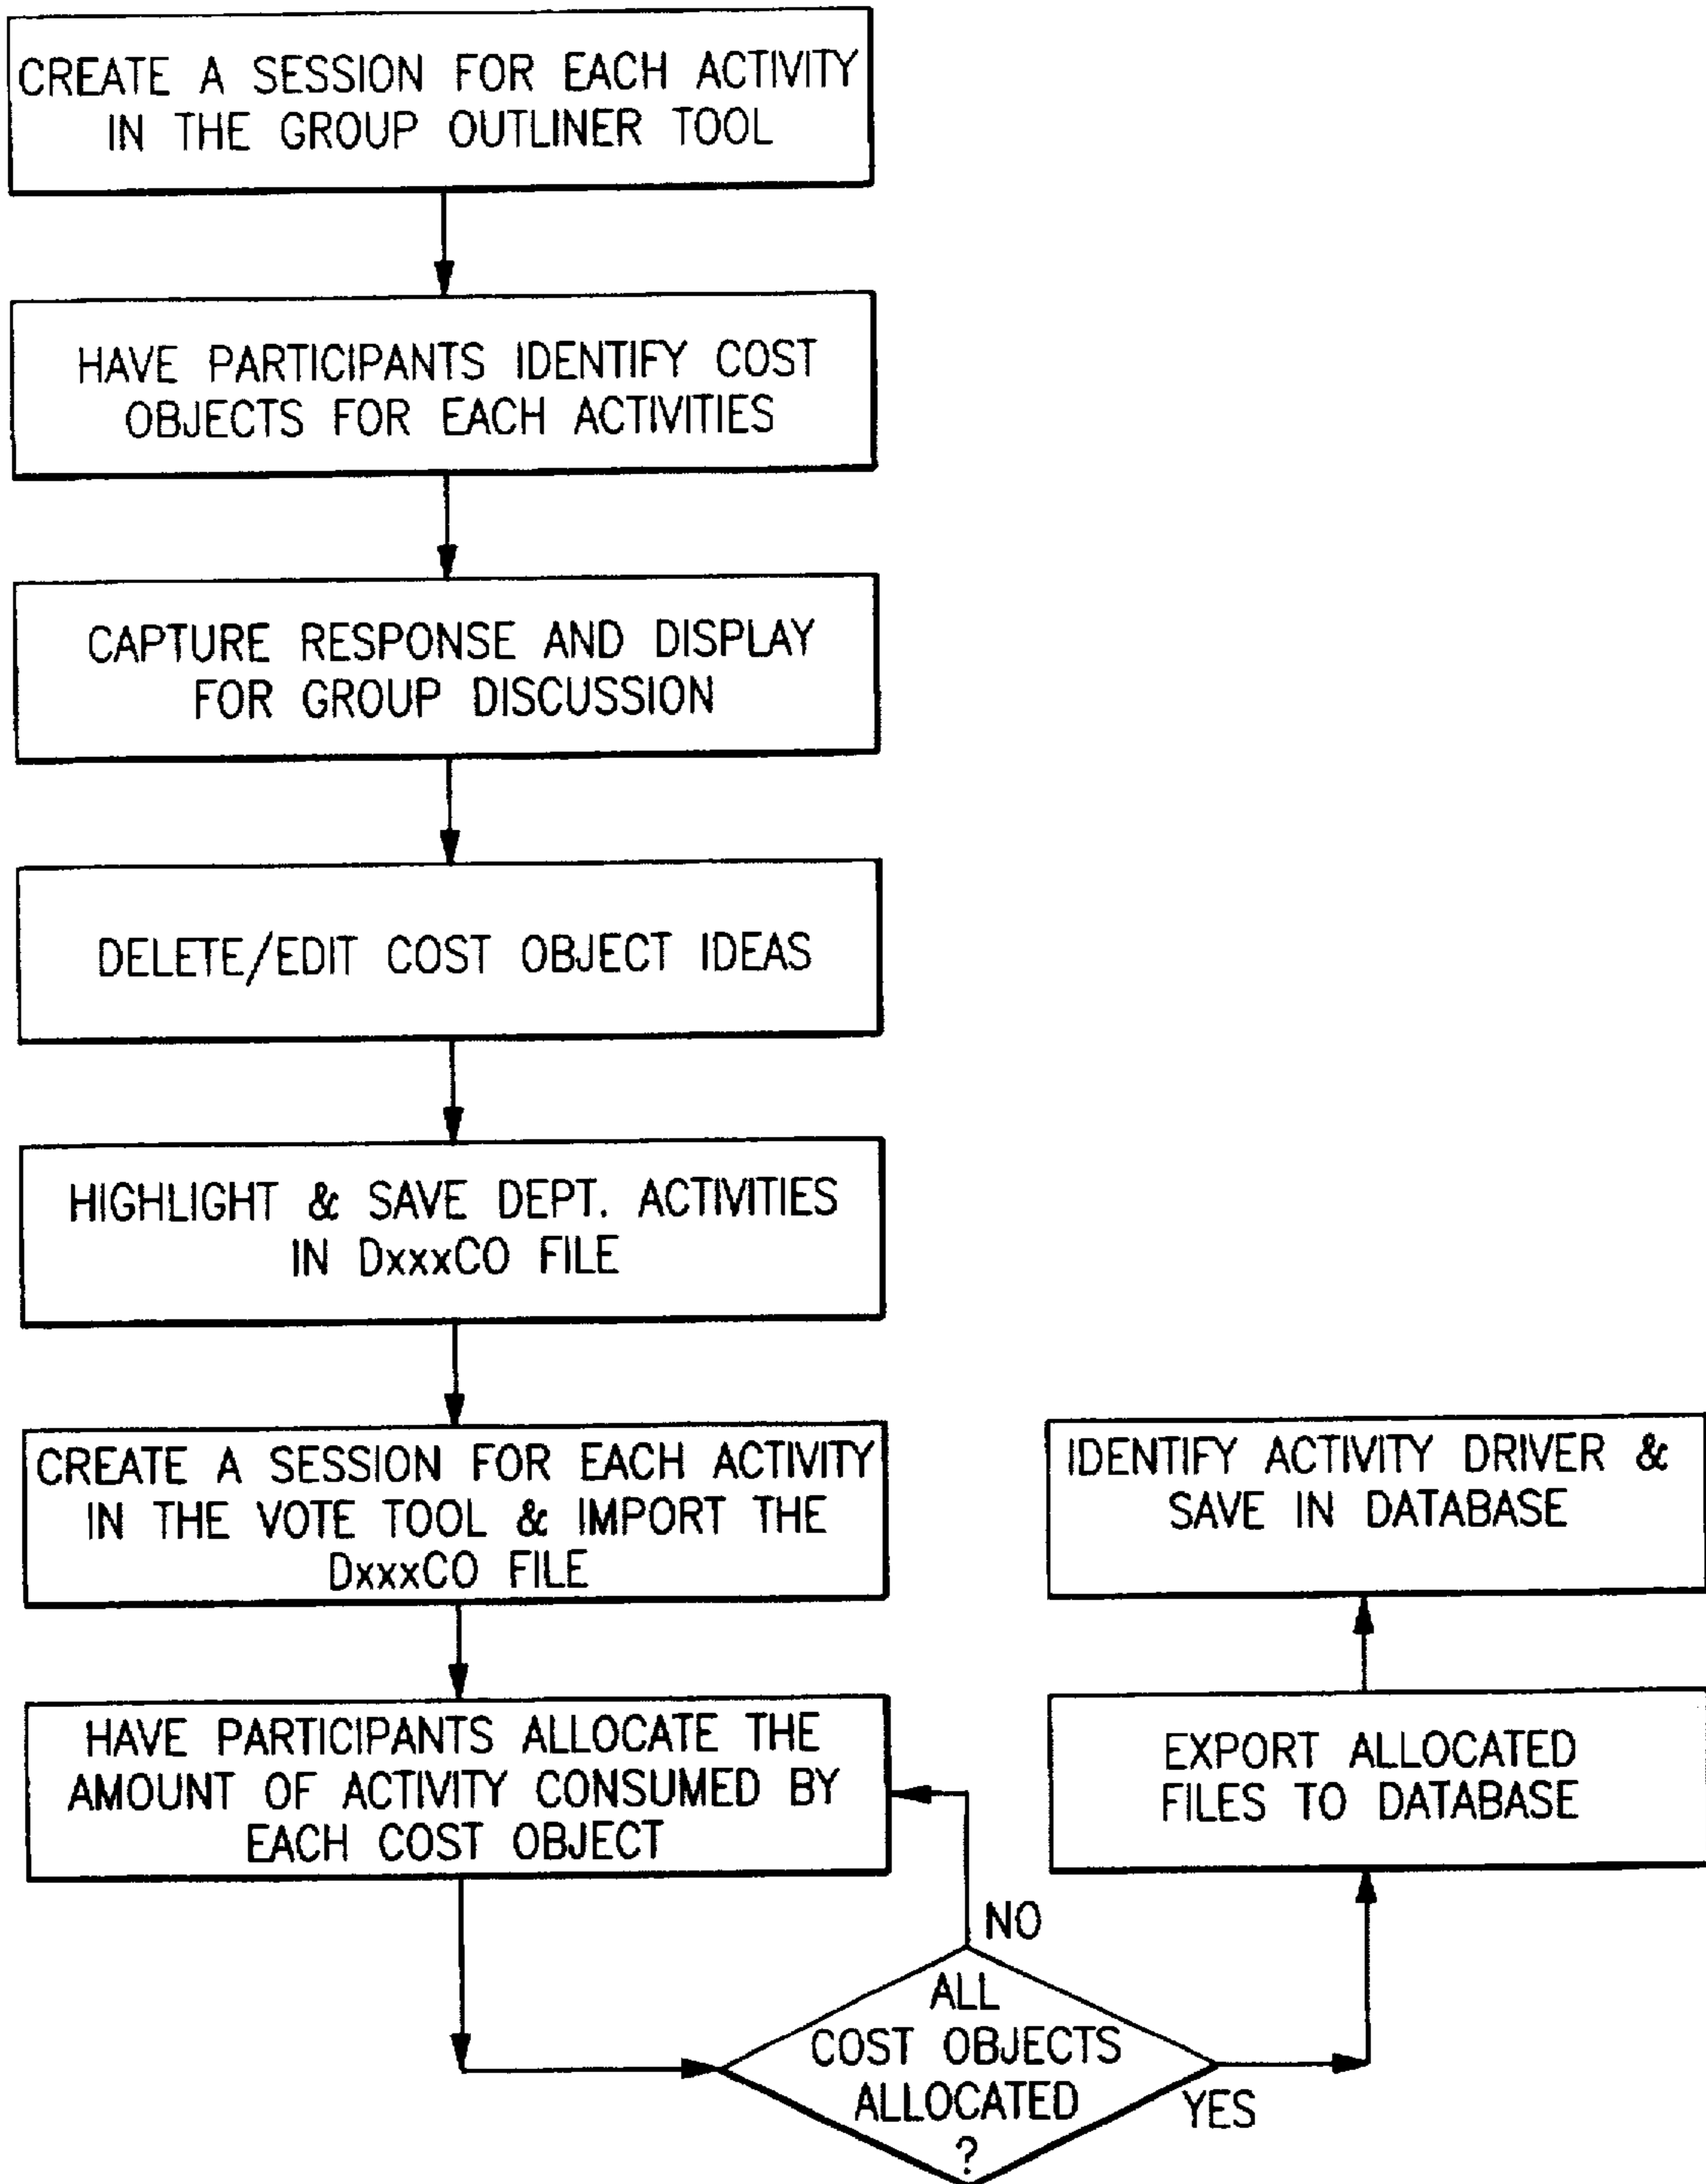 CREATE A SESSION FOR EACH ACTIVITY
IN THE GROUP OUTLINER TOOL
HAVE PARTICIPANTS IDENTIFY COST
OBJECTS FOR EACH ACTIVITIES
CAPTURE RESPONSE AND DISPLAY
FOR GROUP DISCUSSION
DELETE/EDIT COST OBJECT IDEAS
HIGHLIGHT & SAVE DEPT. ACTIVITIES
IN DxxxCO FILE
CREATE A SESSION FOR EACH ACTIVITY
IN THE VOTE TOOL & IMPORT THE
DxxxCO FILE
HAVE PARTICIPANTS ALLOCATE THE
AMOUNT OF ACTIVITY CONSUMED BY
EACH COST OBJECT
NO
ALL
COST OBJECTS
ALLOCATED
?
YES
EXPORT ALLOCATED
FILES TO DATABASE
IDENTIFY ACTIVITY DRIVER &
SAVE IN DATABASE